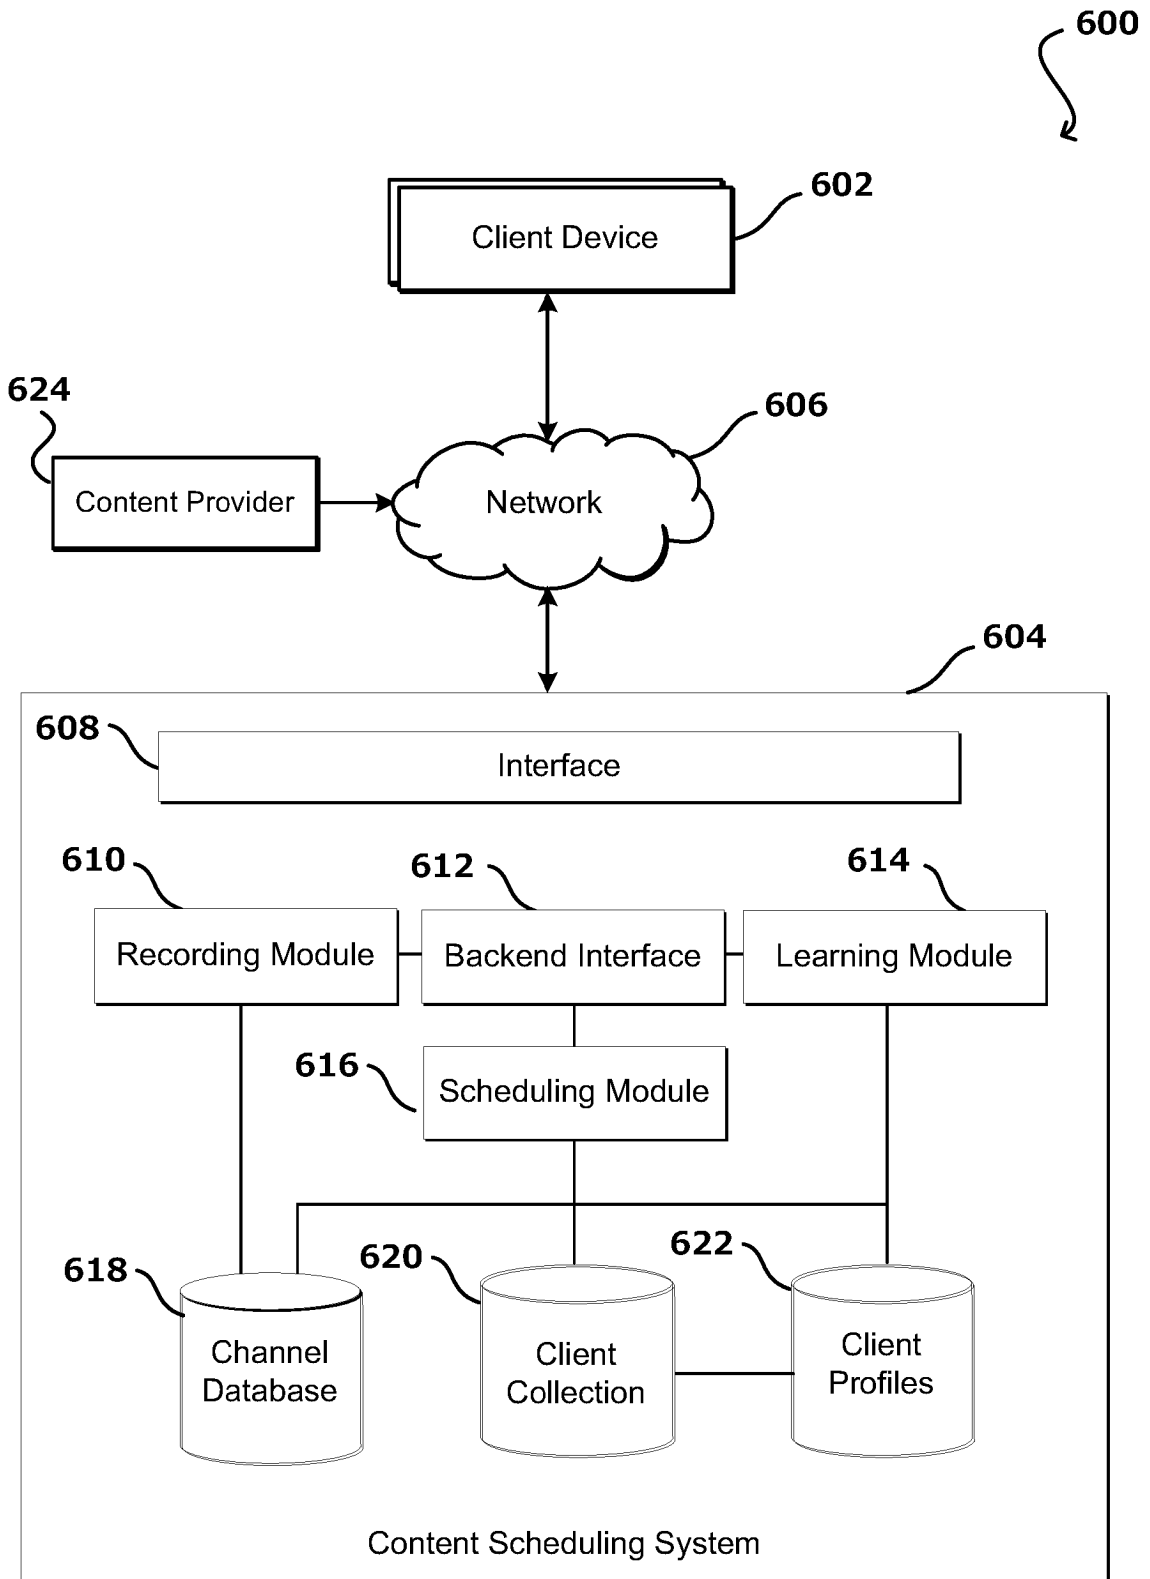 600
602
Client Device
624
606
Content Provider
Network
604
608
Interface
610
612
614
Recording Module
Backend Interface
Learning Module
616
Scheduling Module
618
620
622
Channel
Database
Client
Collection
Client
Profiles
Content Scheduling System